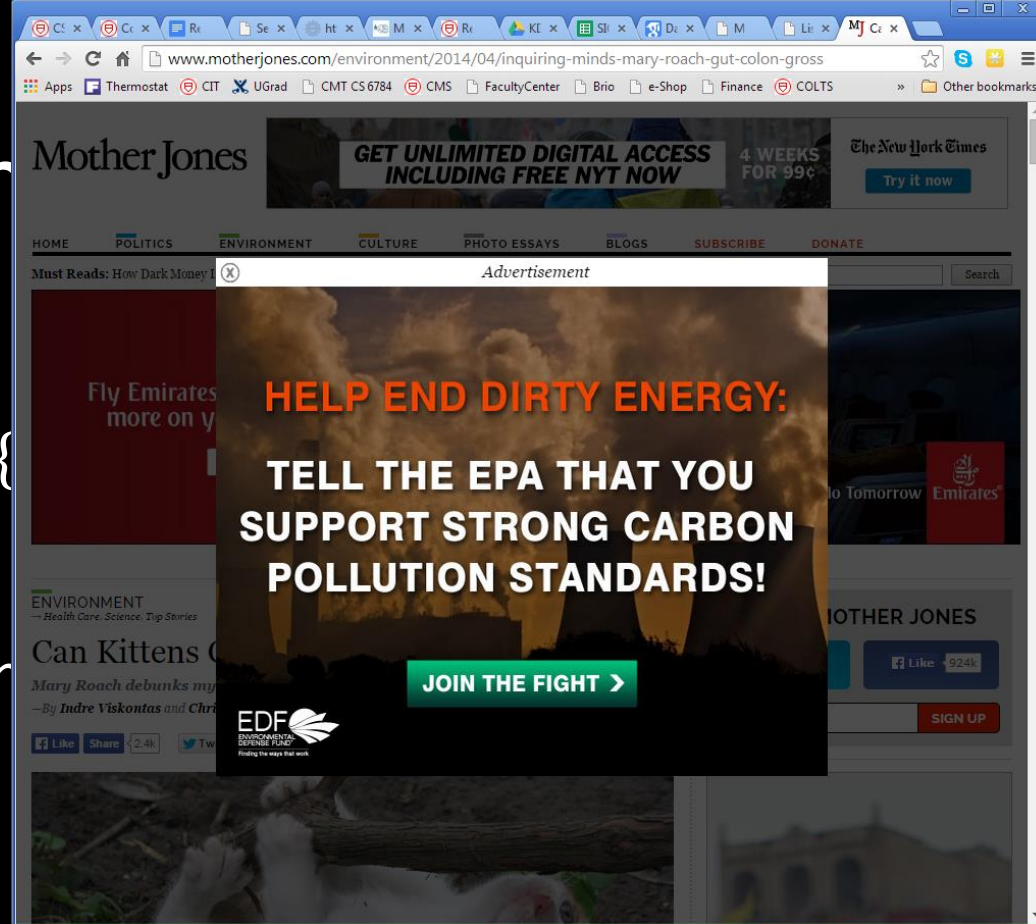 www.motherjones.com/environment/2014/04/inquiring-minds-mary-roach-gut-colon-gross
Apps Thermostat CIT UGrad CMT CS 6784 CMS FacultyCenter Brio e-Shop Finance COLTS » Other bookmarks
Mother Jones
GET UNLIMITED DIGITAL ACCESS
INCLUDING FREE NYT NOW
4 WEEKS
FOR 99¢
The New York Times
Try it now
HOME POLITICS ENVIRONMENT CULTURE PHOTO ESSAYS BLOGS SUBSCRIBE DONATE
Must Reads: How Dark Money
Search
Advertisement
Fly Emirates
more on
HELP END DIRTY ENERGY:
TELL THE EPA THAT YOU
SUPPORT STRONG CARBON
POLLUTION STANDARDS!
JOIN THE FIGHT
EDF
ENVIRONMENTAL
DEFENSE FUND
Finding the ways that work
lo Tomorrow
Emirates
ENVIRONMENT
→ Health Care, Science, Top Stories
Can Kittens
Mary Roach debunks my
—By Indre Viskontas and Chri
Like Share 2.4k Tw
MOTHER JONES
Like 924k
SIGN UP